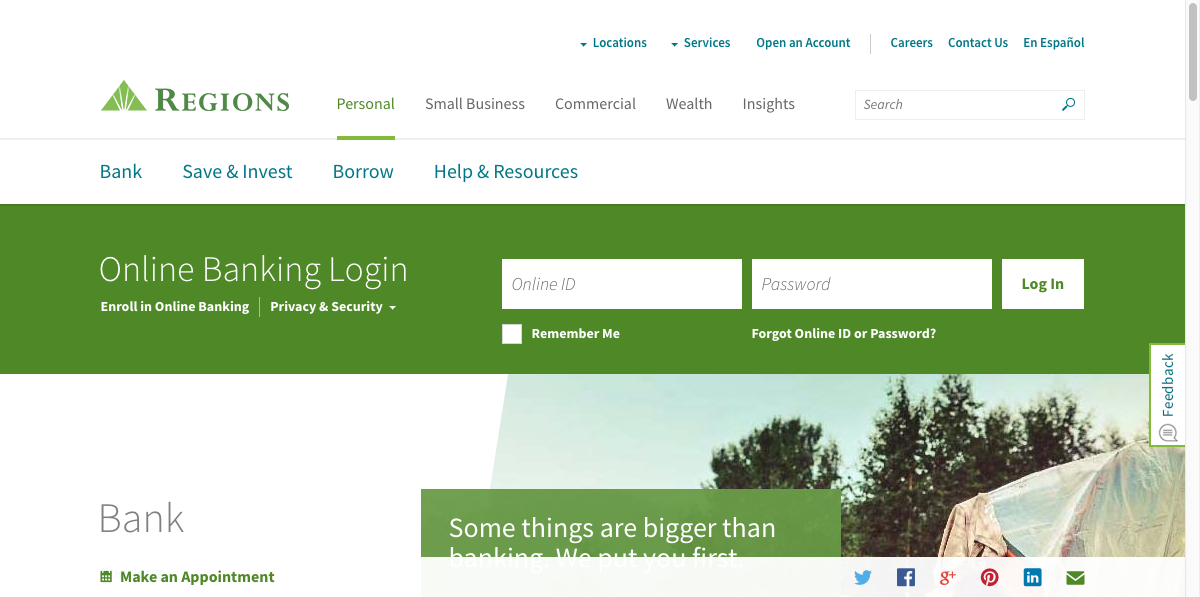 Locations Services Open an Account Careers Contact Us En Español
REGIONS Personal Small Business Commercial Wealth Insights Search
Bank Save & Invest Borrow Help & Resources
Online Banking Login
Enroll in Online Banking Privacy & Security
Online ID Password Log In
Remember Me Forgot Online ID or Password?
Feedback
Bank
Make an Appointment
Some things are bigger than
banking. We put you first.